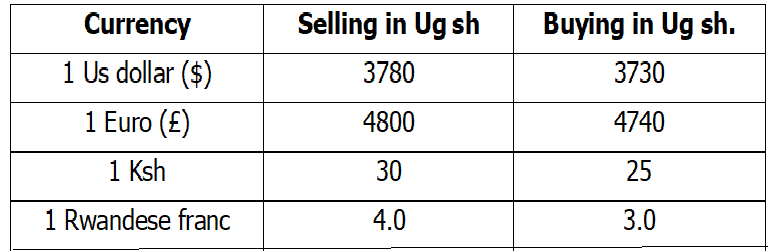 Currency Selling in Ug sh Buying in Ug sh.
1 Us dollar ($) 3780 3730
1 Euro (£) 4800 4740
1 Ksh 30 25
1 Rwandese franc 4.0 3.0